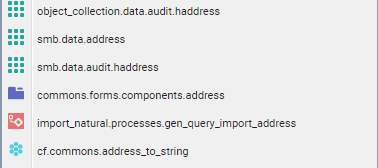 object_collection.data.audit.haddress
smb.data.address
smb.data.audit.haddress
commons.forms.components.address
import_natural.processes.gen_query_import_address
cf.commons.address_to_string